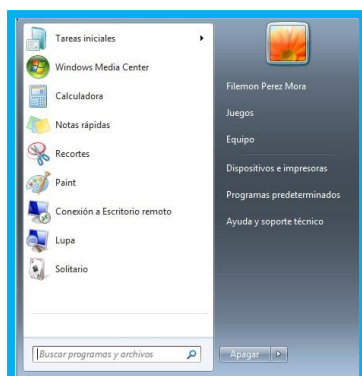 Tareas iniciales
Windows Media Center
Calculadora
Notas rápidas
Recortes
Paint
Conexión a Escritorio remoto
Lupa
Solitario
Buscar programas y archivos
Filemon Perez Mora
Juegos
Equipo
Dispositivos e impresoras
Programas predeterminados
Ayuda y soporte técnico
Apagar